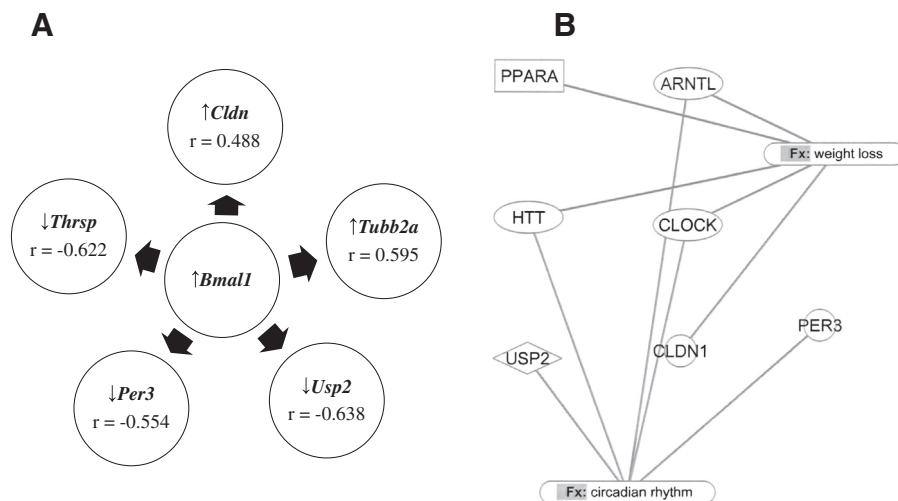 A
↑Cldn
r = 0.488
↓Thrsp
r = -0.622
↑Tubb2a
r = 0.595
↑Bmal1
↓Per3
r = -0.554
↓Usp2
r = -0.638
B
PPARA
ARNTL
Fx: weight loss
HTT
CLOCK
PER3
USP2
CLDN1
Fx: circadian rhythm